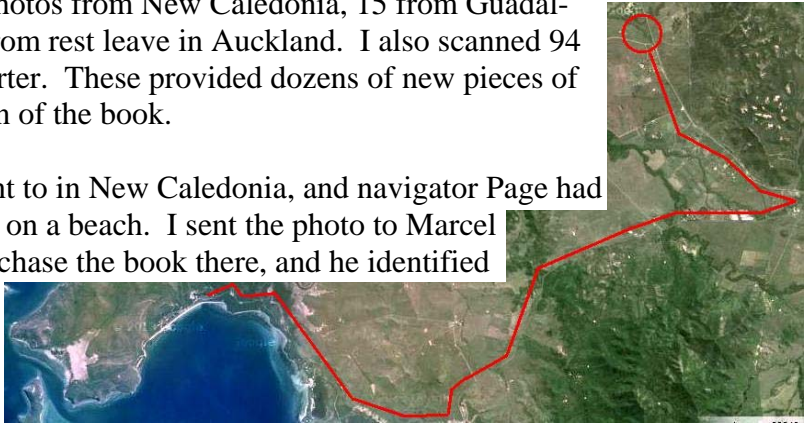 hotos from New Caledonia, 15 from Guadal-
rom rest leave in Auckland. I also scanned 94
rter. These provided dozens of new pieces of
n of the book.
nt to in New Caledonia, and navigator Page had
on a beach. I sent the photo to Marcel
chase the book there, and he identified